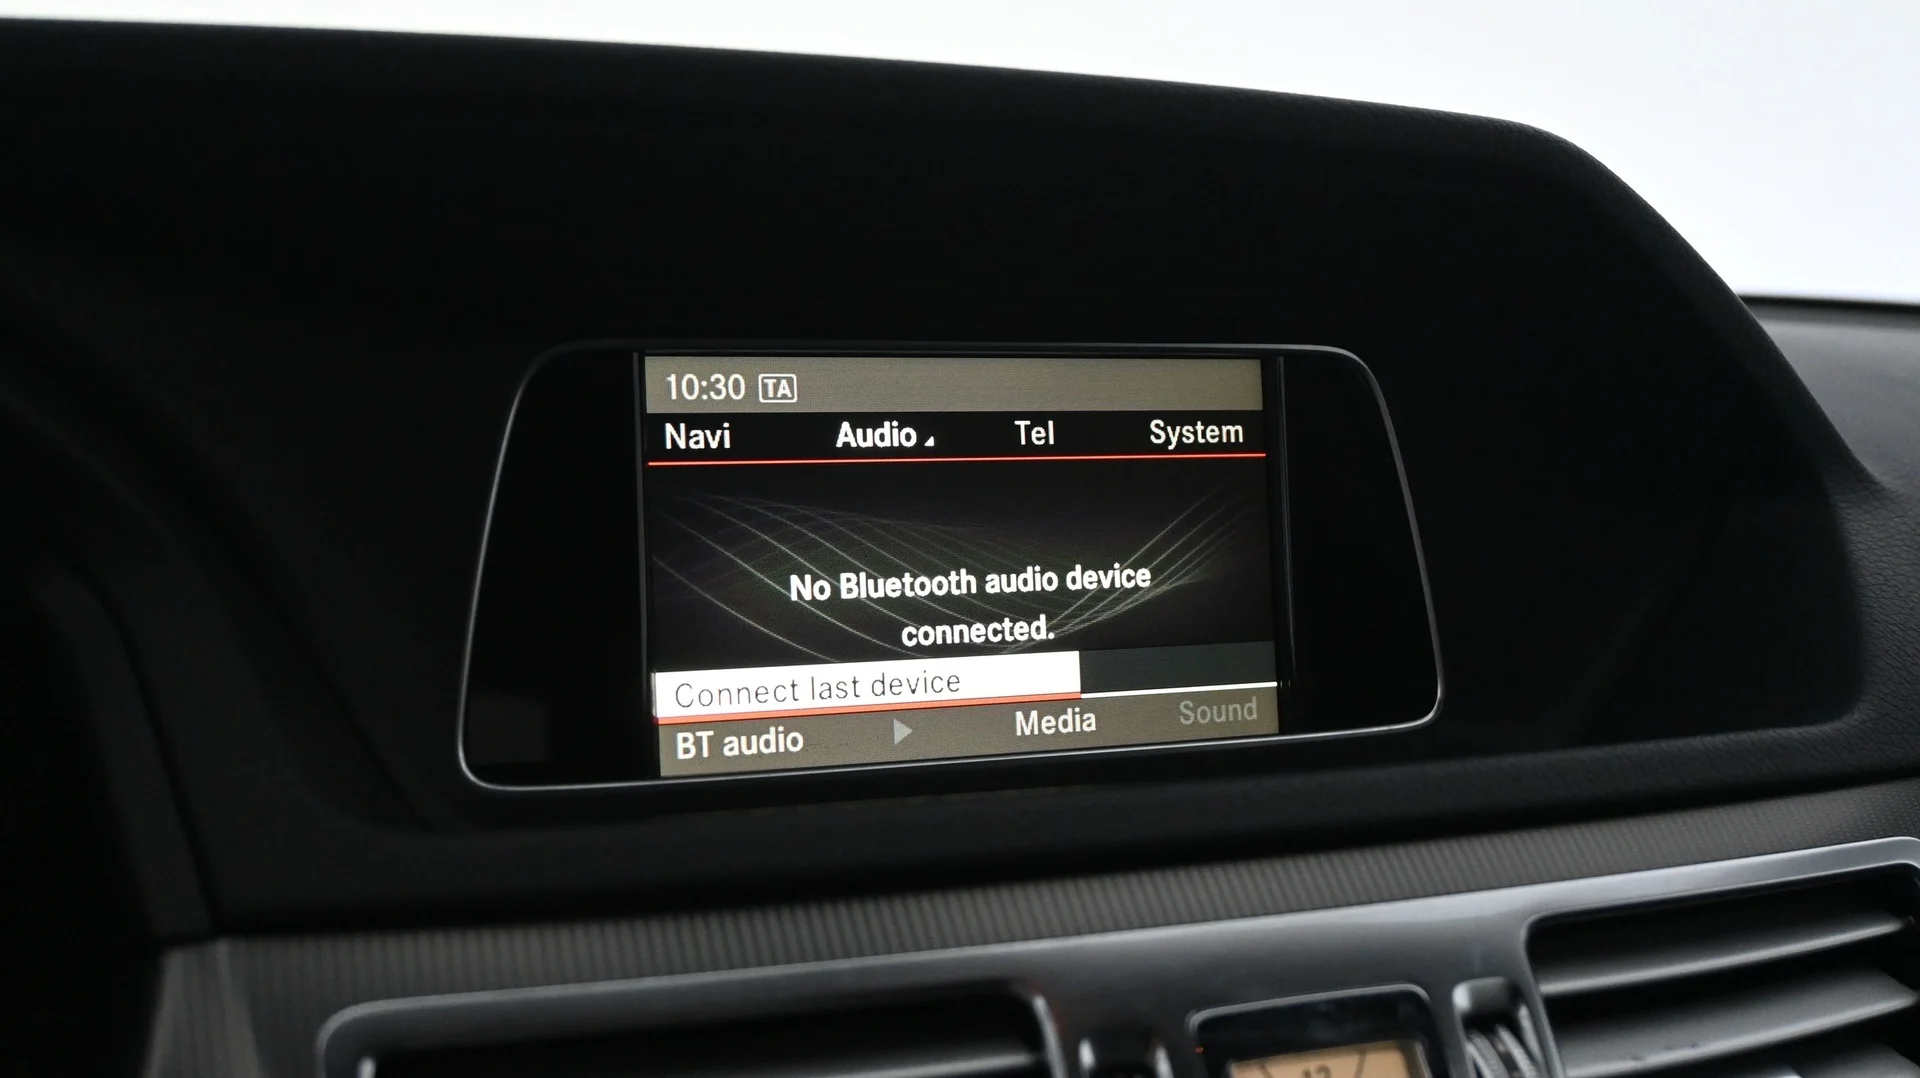 10:30 TA
Navi Audio Tel System
No Bluetooth audio device
connected.
Connect last device
BT audio Media Sound
12